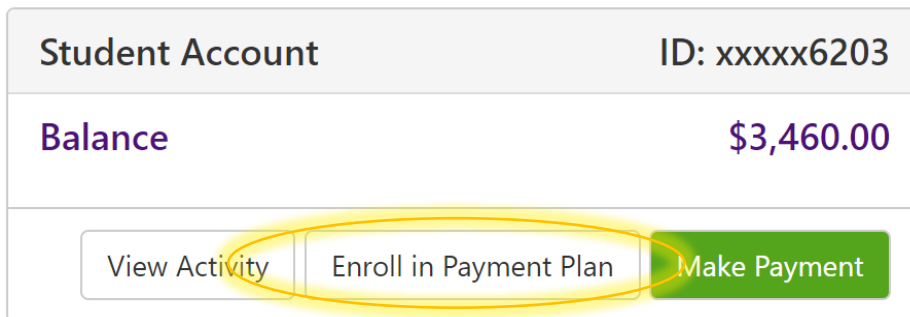 Student Account ID: xxxxx6203
Balance $3,460.00
View Activity Enroll in Payment Plan Make Payment